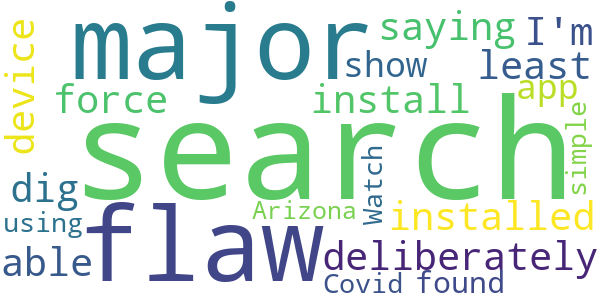 major saying I'm
device show least
force install app
search simple
dig Watch
using flaw Arizona installed
able deliberately
Covid found